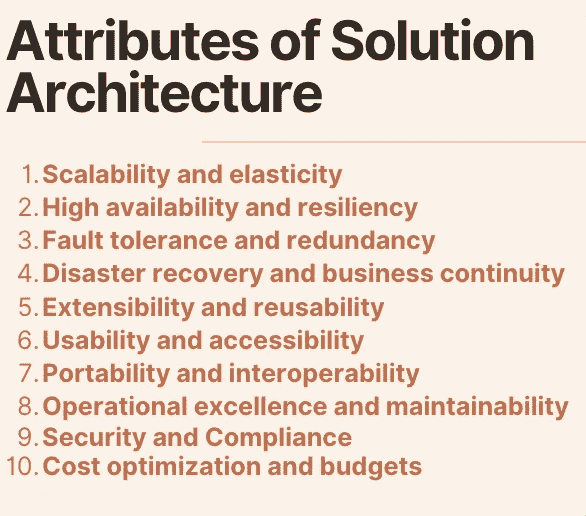 Attributes of Solution
Architecture
1. Scalability and elasticity
2. High availability and resiliency
3. Fault tolerance and redundancy
4. Disaster recovery and business continuity
5. Extensibility and reusability
6. Usability and accessibility
7. Portability and interoperability
8. Operational excellence and maintainability
9. Security and Compliance
10. Cost optimization and budgets